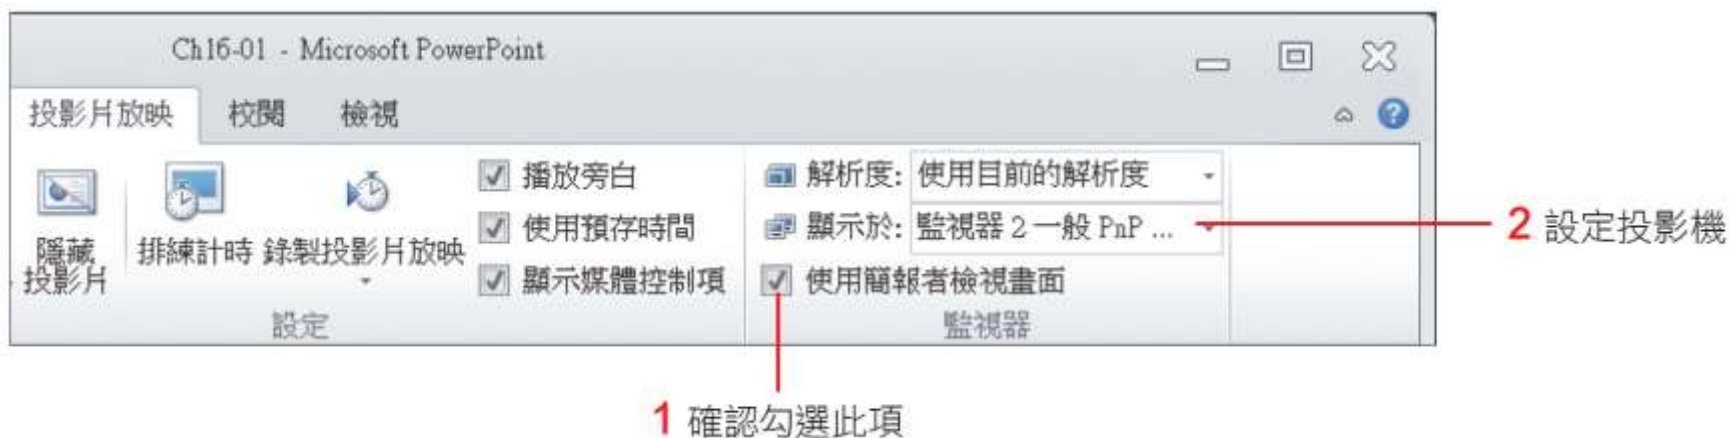 Ch16-01 - Microsoft PowerPoint
投影片放映 校閱 檢視
隱藏
投影片
排練計時 錄製投影片放映
播放旁白
使用預存時間
顯示媒體控制項
設定
解析度: 使用目前的解析度
顯示於: 監視器 2 一般 PnP ...
使用簡報者檢視畫面
監視器
2 設定投影機
1 確認勾選此項